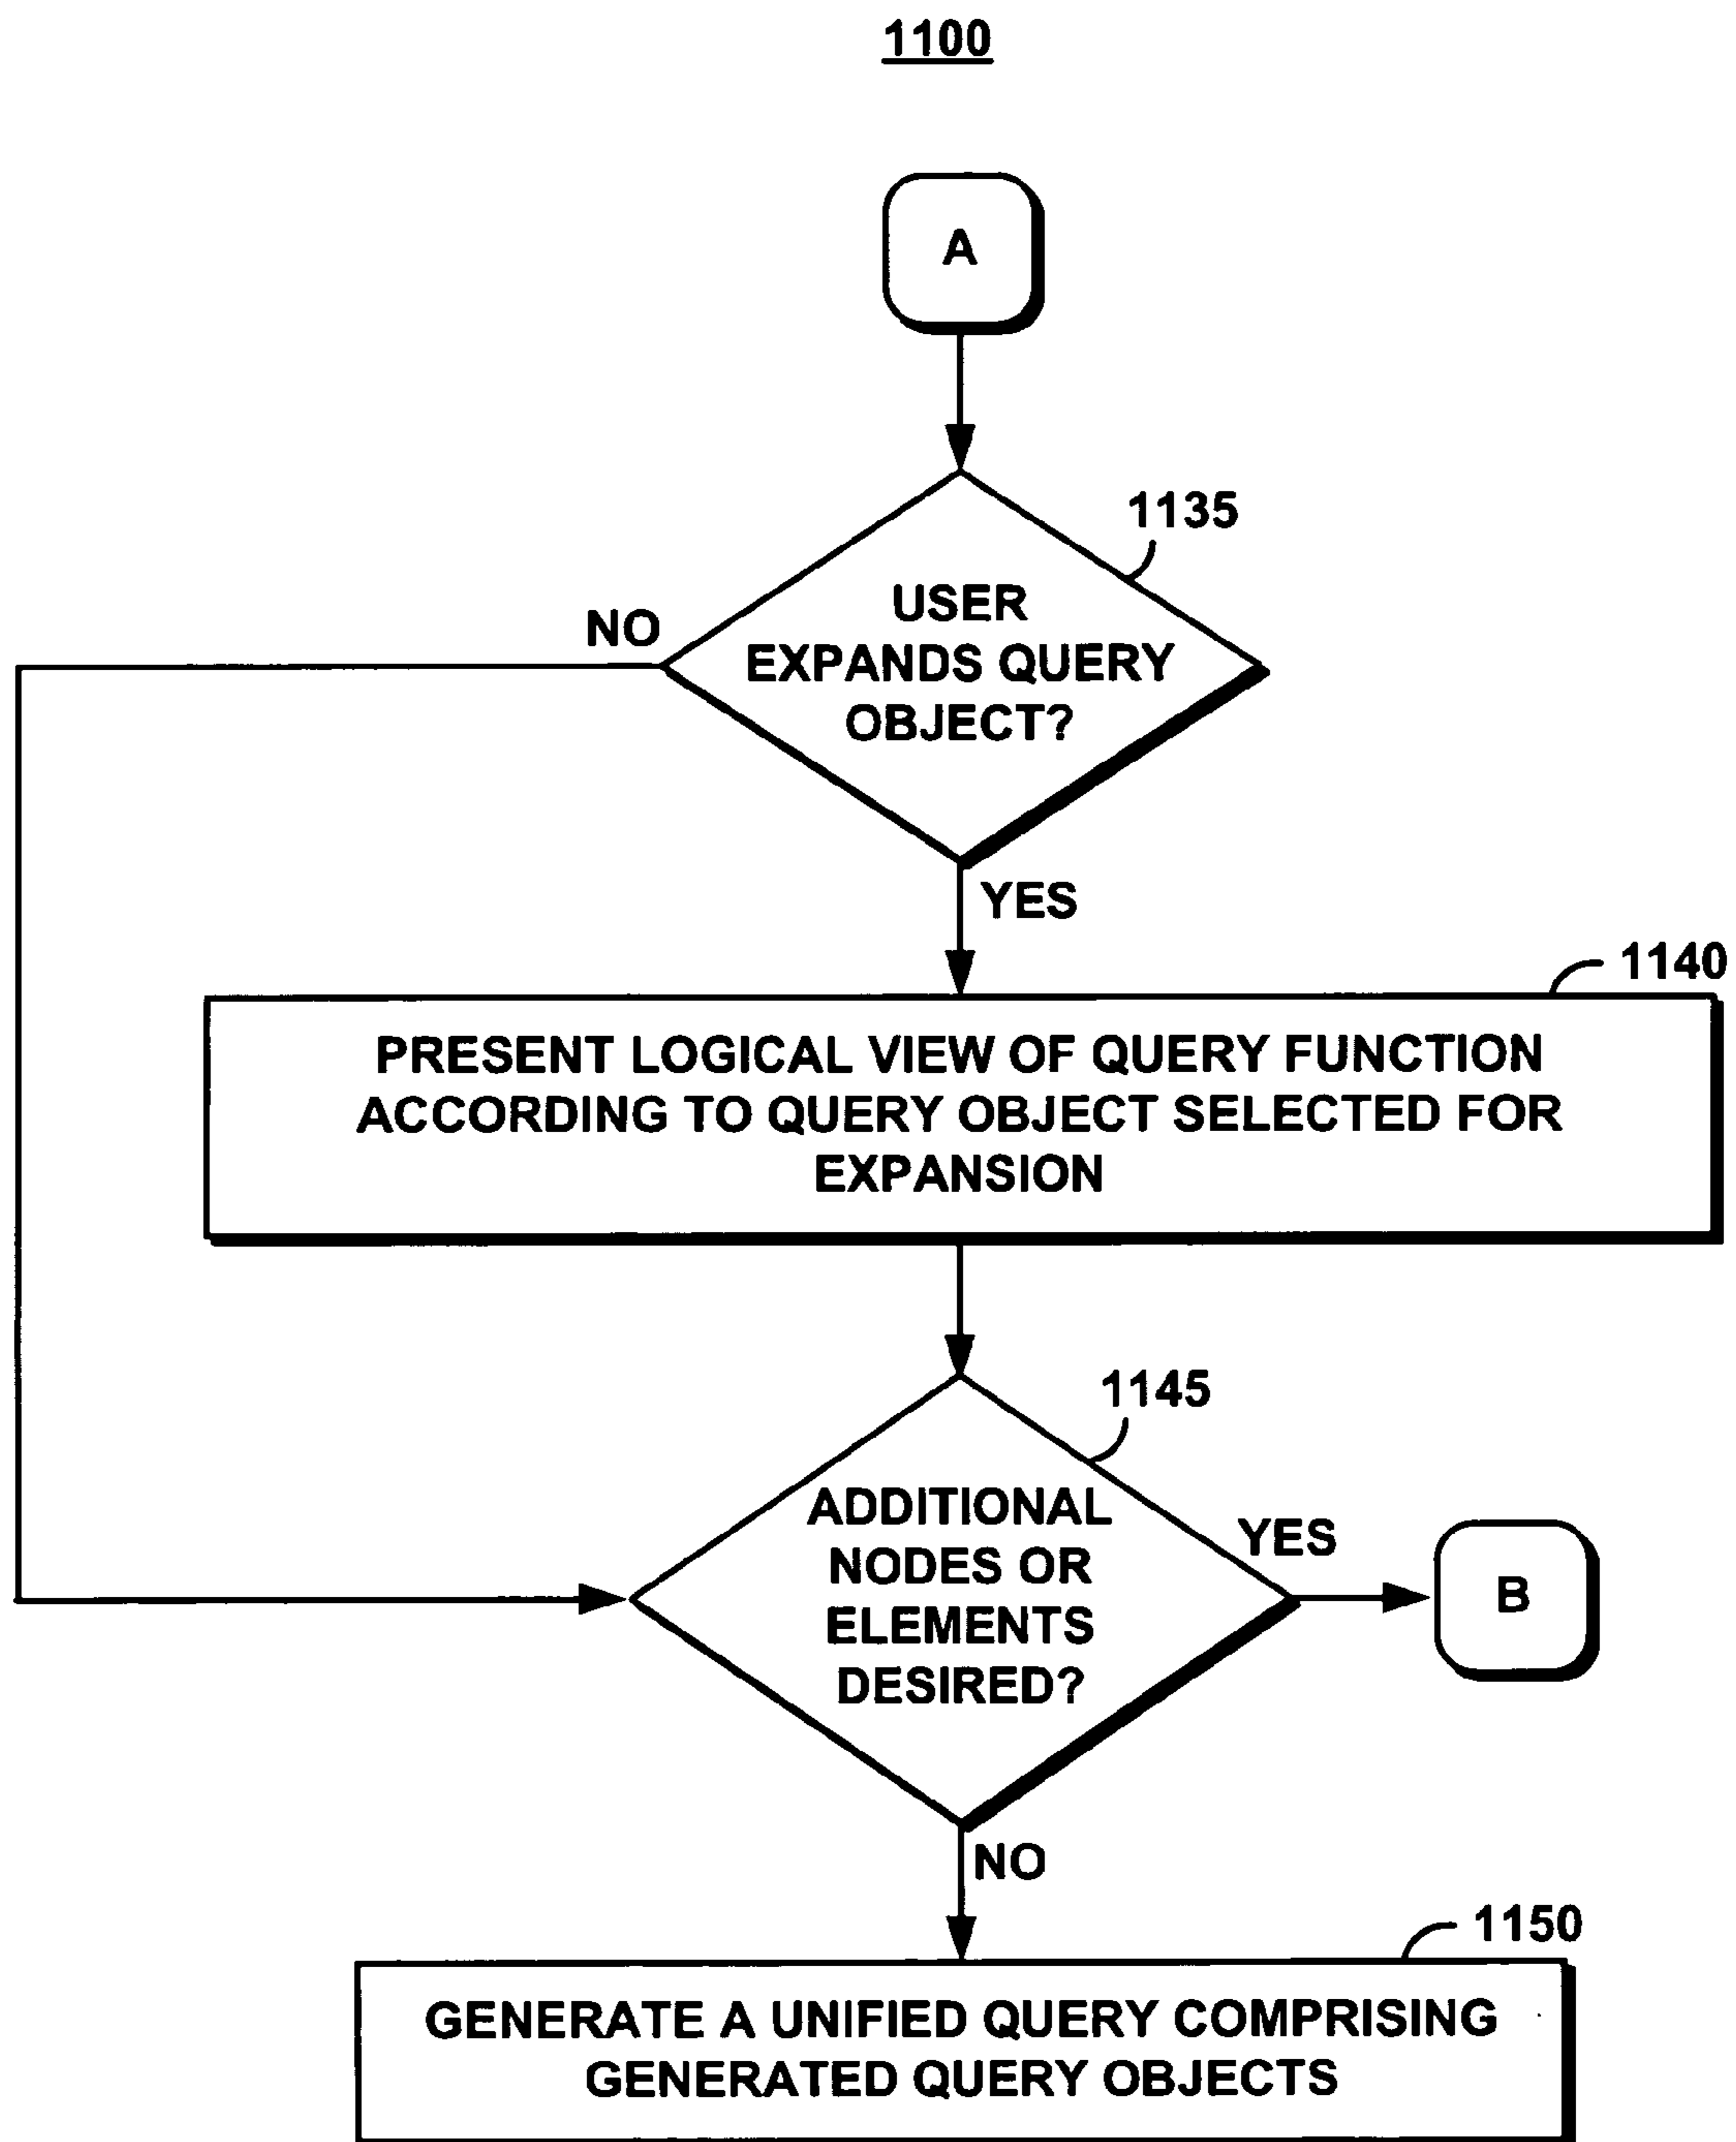 1100
A
1135
USER
EXPANDS QUERY
OBJECT?
NO
YES
1140
PRESENT LOGICAL VIEW OF QUERY FUNCTION
ACCORDING TO QUERY OBJECT SELECTED FOR
EXPANSION
1145
ADDITIONAL
NODES OR
ELEMENTS
DESIRED?
YES
B
NO
1150
GENERATE A UNIFIED QUERY COMPRISING
GENERATED QUERY OBJECTS